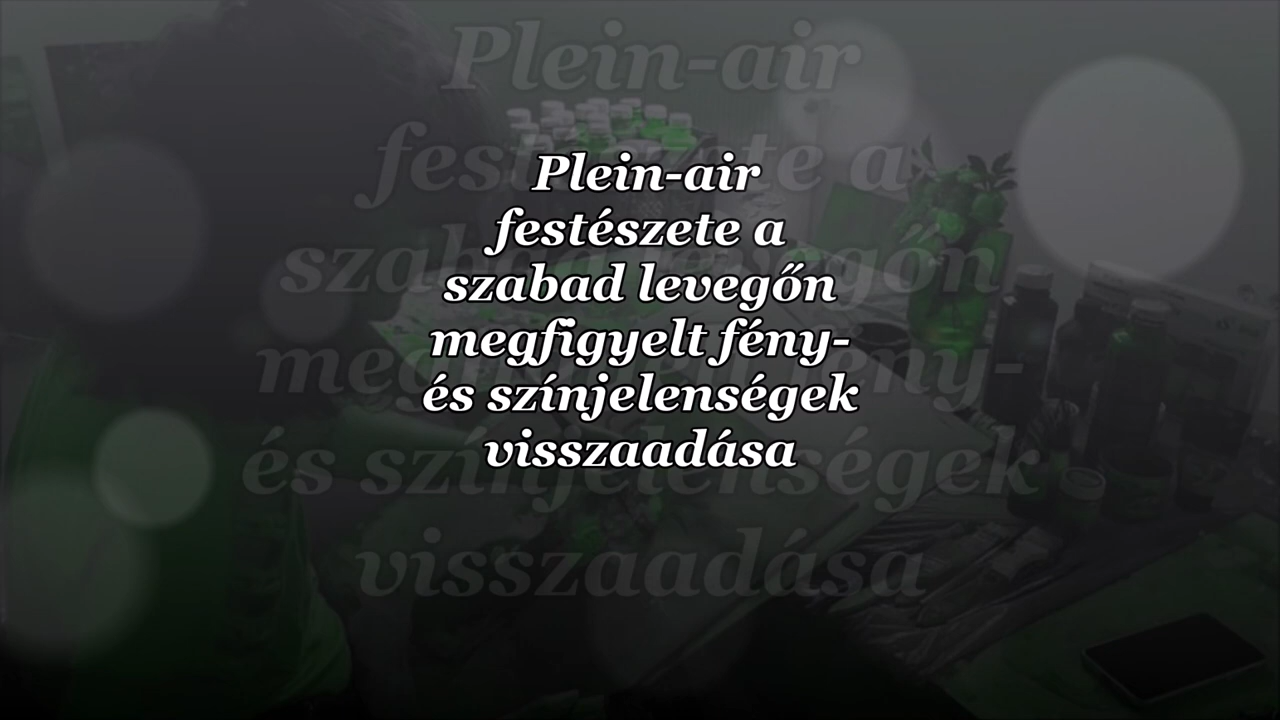 Plein-air
festészete a
szabad levegőn
megfigyelt fény-
és színjelenségek
visszaadása